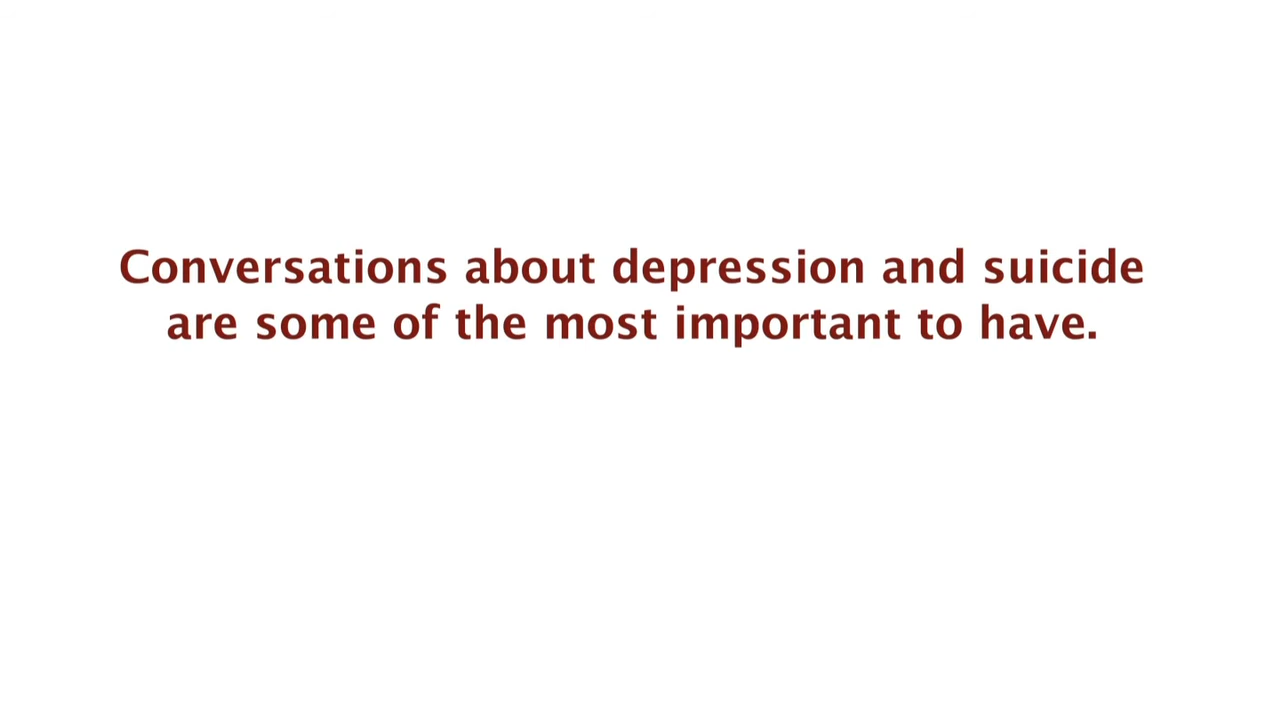 Conversations about depression and suicide
are some of the most important to have.